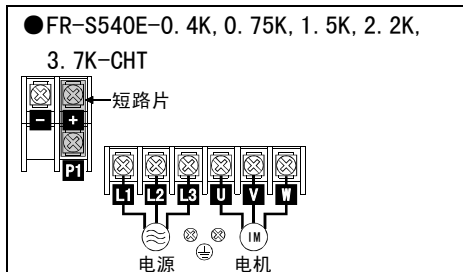 ●FR-S540E-0.4K, 0.75K, 1.5K, 2.2K,
3.7K-CHT
短路片
- +
P1
L1 L2 L3 U V W
IM
电源 电机